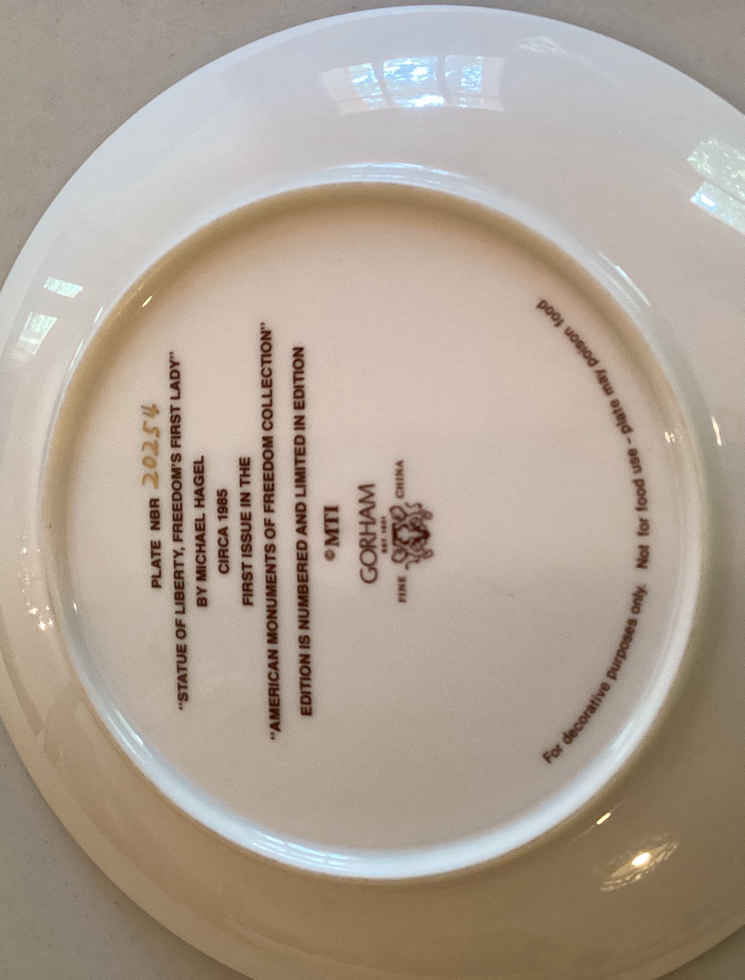 PLATE NBR 20254
"STATUE OF LIBERTY, FREEDOM'S FIRST LADY"
BY MICHAEL HAGEL
CIRCA 1985
FIRST ISSUE IN THE
"AMERICAN MONUMENTS OF FREEDOM COLLECTION"
EDITION IS NUMBERED AND LIMITED IN EDITION
© MTI
GORHAM
EST. 1831
FINE CHINA
For decorative purposes only. Not for food use - plate may poison food